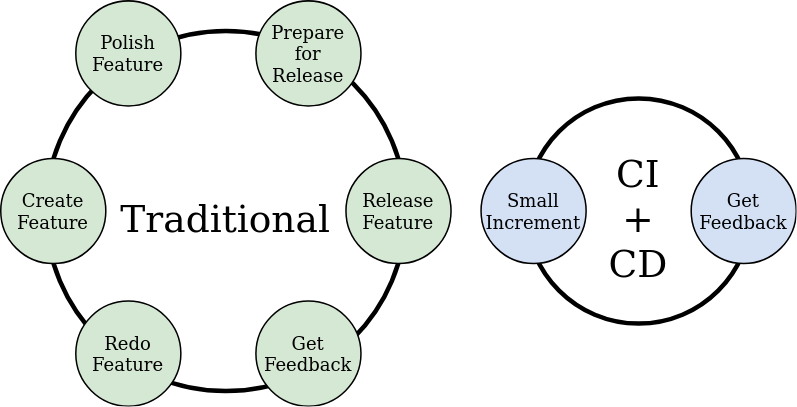 Polish
Feature
Prepare
for
Release
Create
Feature
Traditional
Release
Feature
Redo
Feature
Get
Feedback
Small
Increment
CI
+
CD
Get
Feedback